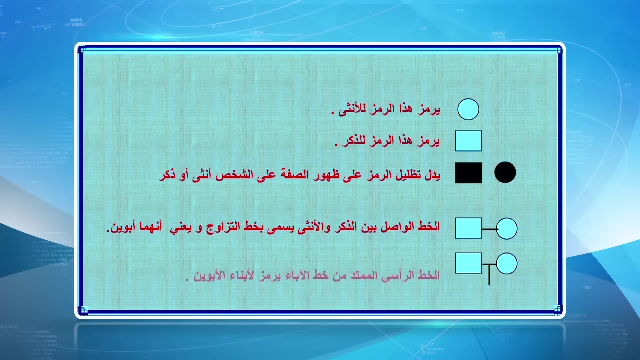 يرمز هذا الرمز للأنثى .
يرمز هذا الرمز للذكر .
يدل تظليل الرمز على ظهور الصفة على الشخص أنثى أو ذكر
الخط الواصل بين الذكر والأنثى يسمى بخط التزاوج و يعني أنهما أبوين.
الخط الرأسي الممتد من خط الآباء يرمز لأبناء الأبوين .